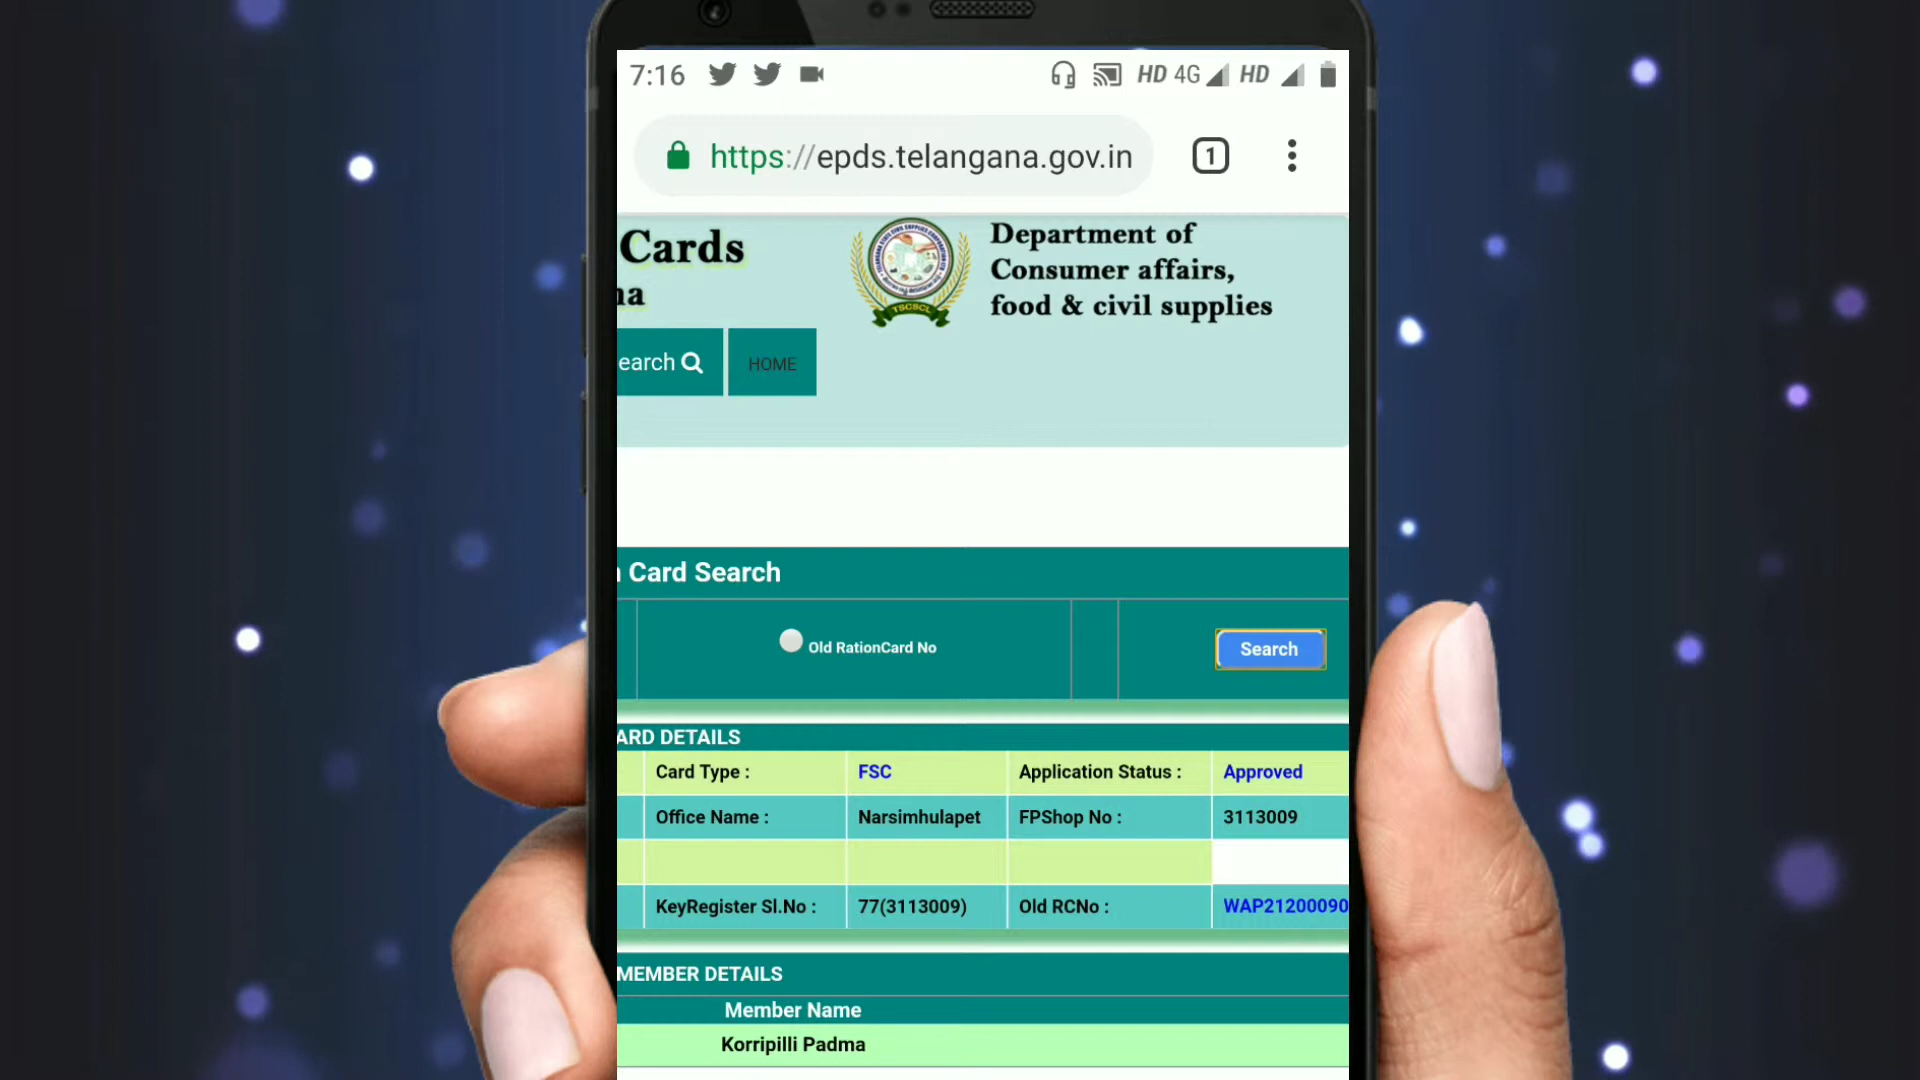 7:16 HD 4G HD
https://epds.telangana.gov.in
1
Cards
na
Department of
Consumer affairs,
food & civil supplies
TSCSCL
earch HOME
n Card Search
Old RationCard No Search
ARD DETAILS
Card Type : FSC Application Status : Approved
Office Name : Narsimhulapet FPShop No : 3113009
KeyRegister Sl.No : 77(3113009) Old RCNo : WAP21200090
MEMBER DETAILS
Member Name
Korripilli Padma